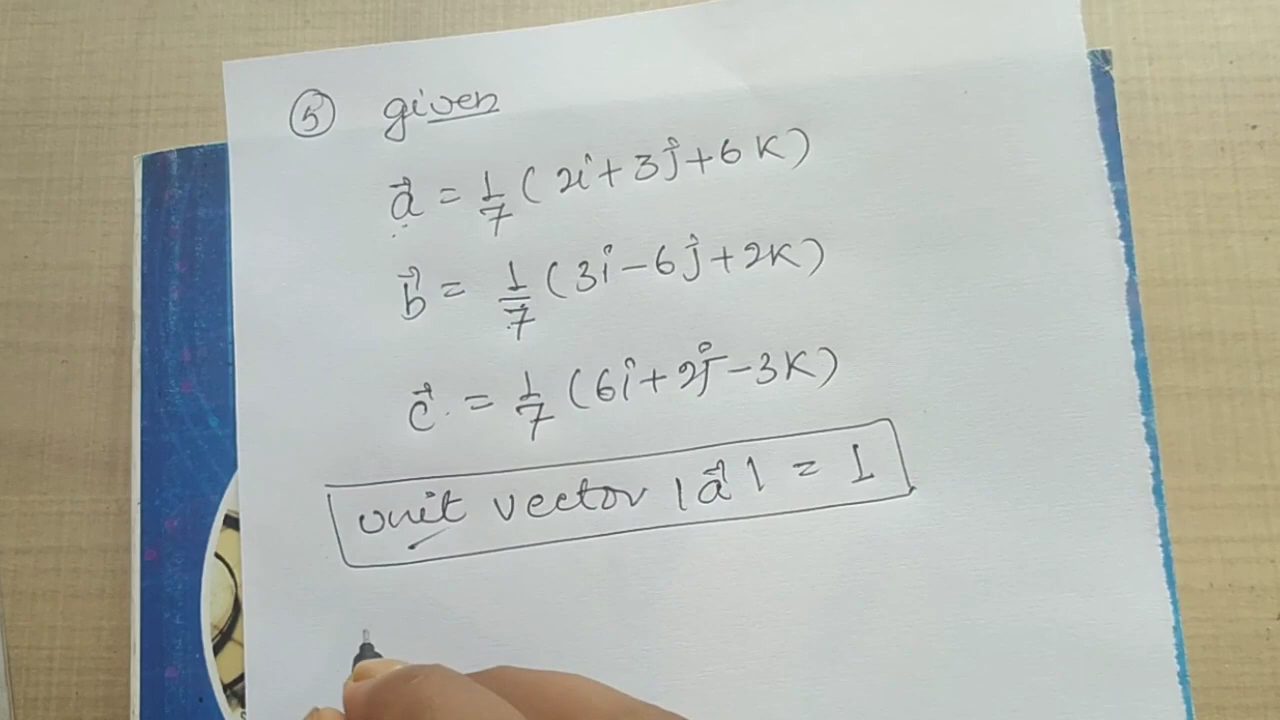 ⑤ given
a⃗ = 1/7 ( 2i + 3j + 6 K )
b⃗ = 1/7 ( 3i - 6j + 2K )
c⃗ . = 1/7 ( 6i + 2j - 3K )
unit vector |a⃗| = 1